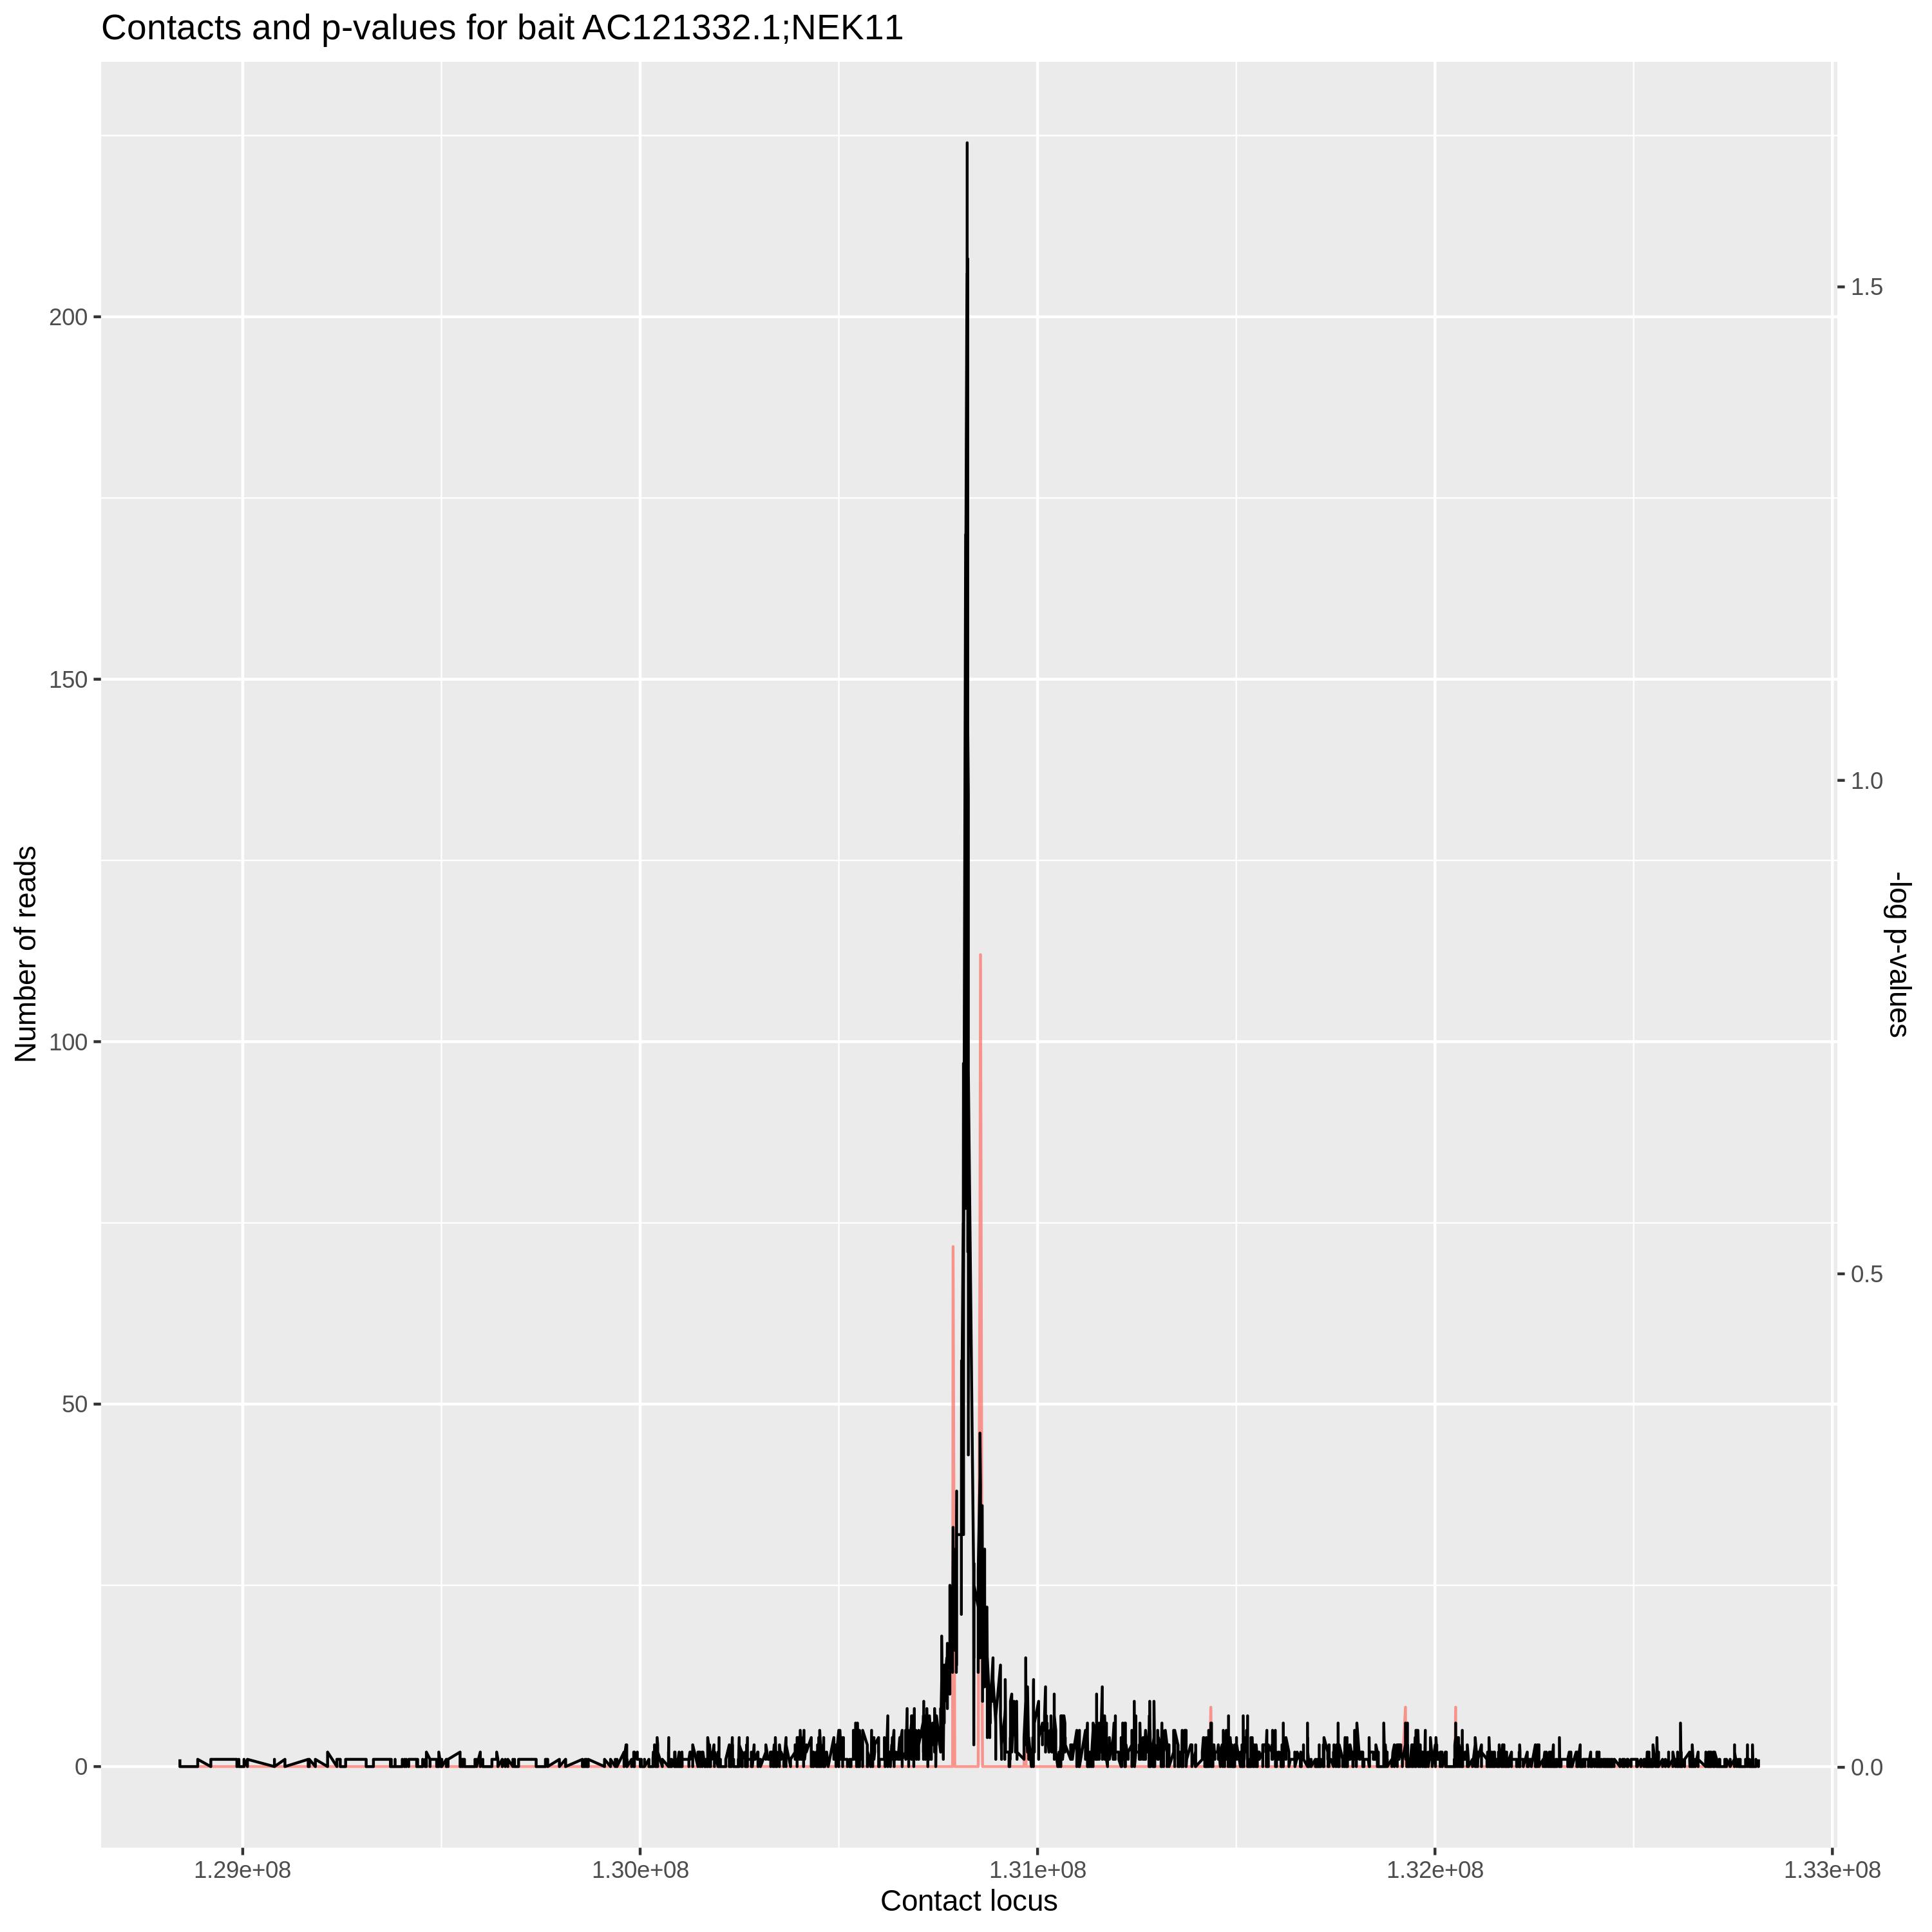 Contacts and p-values for bait AC121332.1;NEK11
Number of reads
200
150
100
50
0
1.5
1.0
0.5
0.0
-log p-values
1.29e+08
1.30e+08
1.31e+08
1.32e+08
1.33e+08
Contact locus